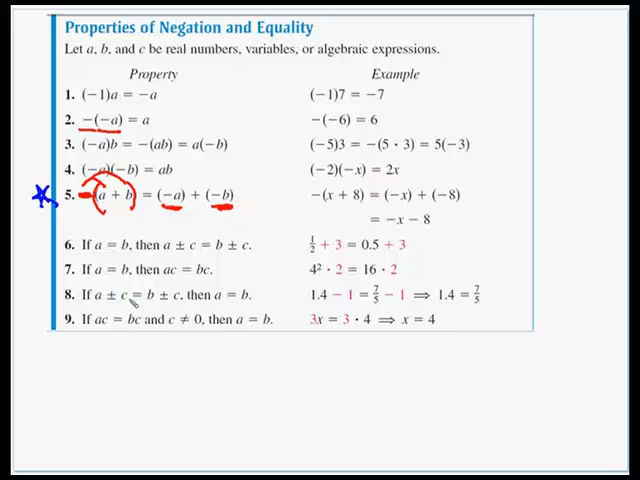 Properties of Negation and Equality
Let a, b, and c be real numbers, variables, or algebraic expressions.
Property Example
1. (−1)a = −a (−1)7 = −7
2. −(−a) = a −(−6) = 6
3. (−a)b = −(ab) = a(−b) (−5)3 = −(5 · 3) = 5(−3)
4. (−a)(−b) = ab (−2)(−x) = 2x
5. −(a + b) = (−a) + (−b) −(x + 8) = (−x) + (−8)
= −x − 8
6. If a = b, then a ± c = b ± c. ½ + 3 = 0.5 + 3
7. If a = b, then ac = bc. 4² · 2 = 16 · 2
8. If a ± c = b ± c, then a = b. 1.4 − 1 = 7/5 − 1 ⟹ 1.4 = 7/5
9. If ac = bc and c ≠ 0, then a = b. 3x = 3 · 4 ⟹ x = 4